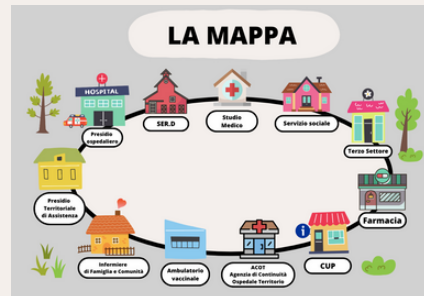 LA MAPPA
HOSPITAL
Presidio
ospedaliero
SER.D
Studio
Medico
Servizio sociale
Terzo Settore
Presidio
Territoriale
di Assistenza
Farmacia
Infermiere
di Famiglia e Comunità
Ambulatorio
vaccinale
ACOT
Agenzia di Continuità
Ospedale Territorio
i
CUP